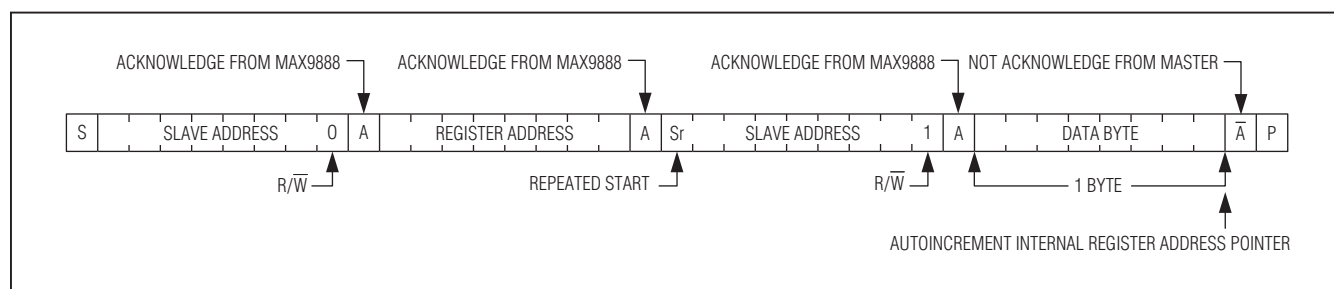 ACKNOWLEDGE FROM MAX9888 ACKNOWLEDGE FROM MAX9888 ACKNOWLEDGE FROM MAX9888 NOT ACKNOWLEDGE FROM MASTER
S SLAVE ADDRESS 0 A REGISTER ADDRESS A Sr SLAVE ADDRESS 1 A DATA BYTE A̅ P
R/W̅ REPEATED START R/W̅ 1 BYTE
AUTOINCREMENT INTERNAL REGISTER ADDRESS POINTER